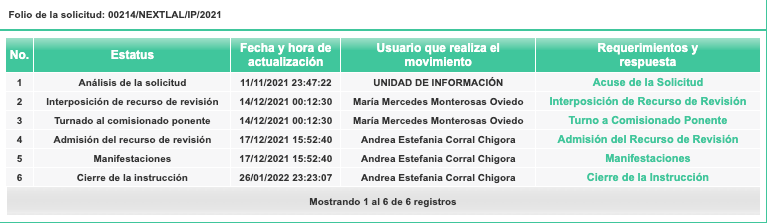 Folio de la solicitud: 00214/NEXTLAL/IP/2021
No. Estatus Fecha y hora de actualización Usuario que realiza el movimiento Requerimientos y respuesta
1 Análisis de la solicitud 11/11/2021 23:47:22 UNIDAD DE INFORMACIÓN Acuse de la Solicitud
2 Interposición de recurso de revisión 14/12/2021 00:12:30 María Mercedes Monterosas Oviedo Interposición de Recurso de Revisión
3 Turnado al comisionado ponente 14/12/2021 00:12:30 María Mercedes Monterosas Oviedo Turno a Comisionado Ponente
4 Admisión del recurso de revisión 17/12/2021 15:52:40 Andrea Estefania Corral Chigora Admisión del Recurso de Revisión
5 Manifestaciones 17/12/2021 15:52:40 Andrea Estefania Corral Chigora Manifestaciones
6 Cierre de la instrucción 26/01/2022 23:23:07 Andrea Estefania Corral Chigora Cierre de la Instrucción
Mostrando 1 al 6 de 6 registros